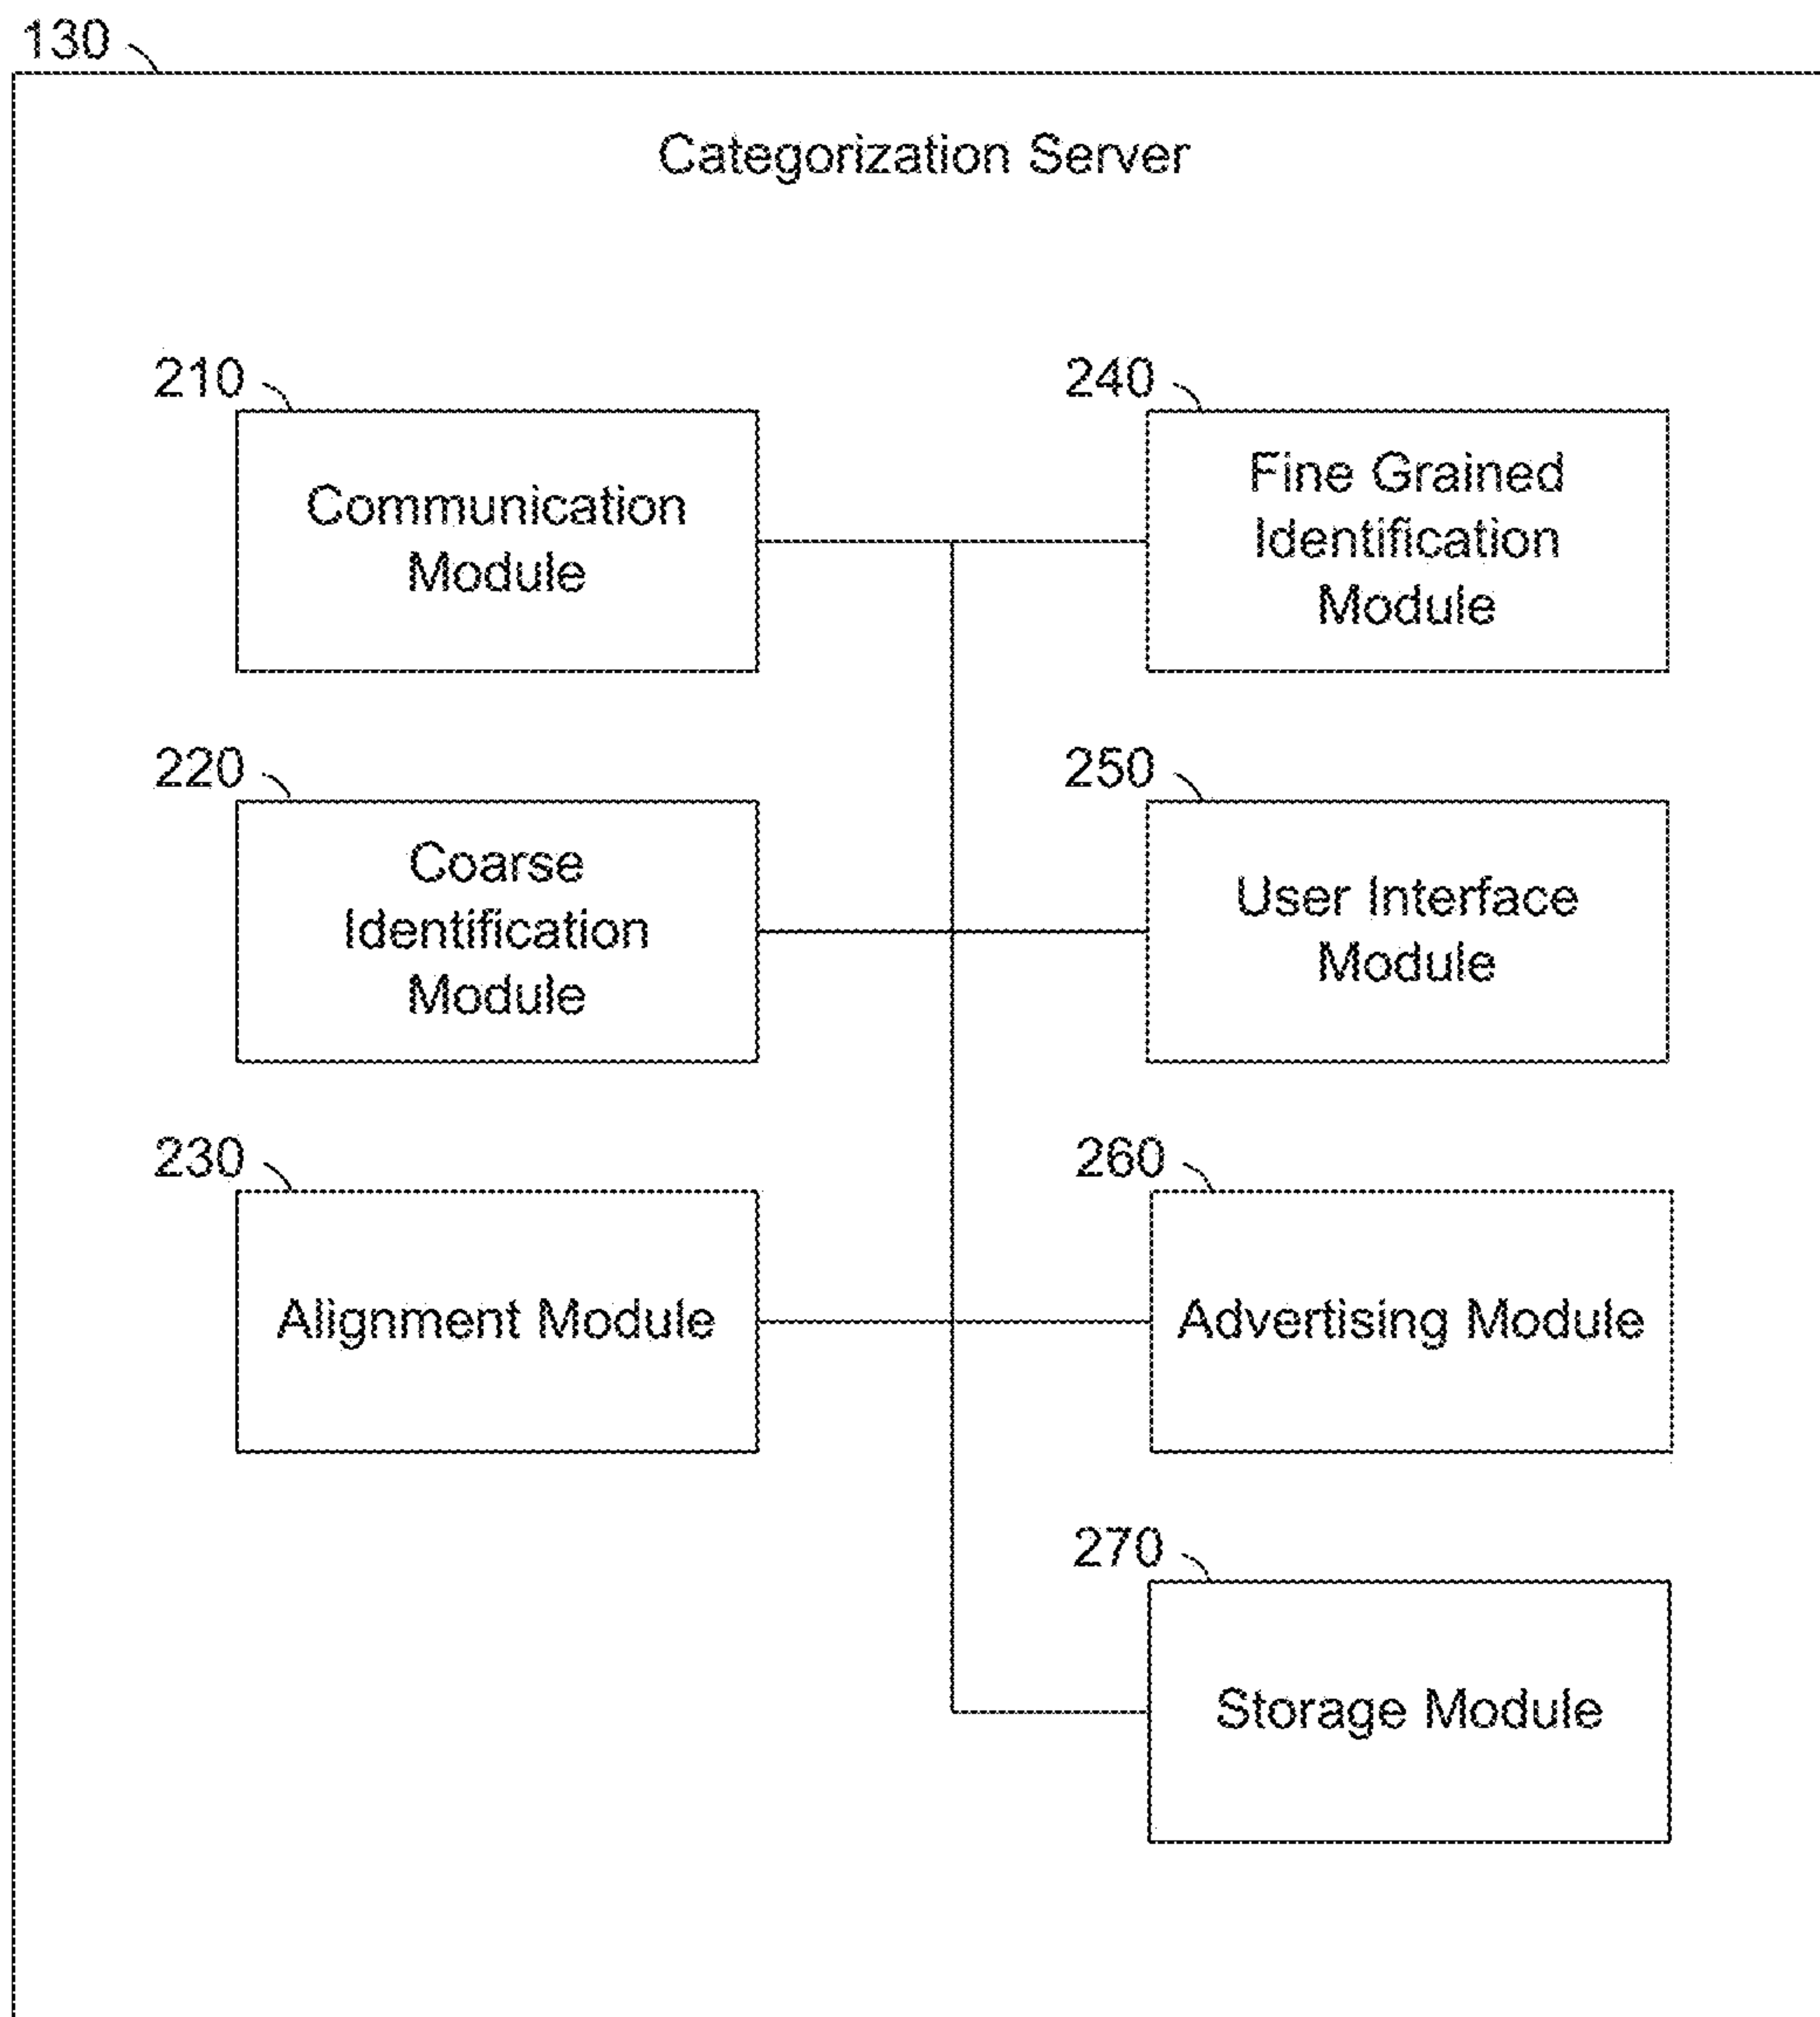 130
Categorization Server
210
Communication
Module
240
Fine Grained
Identification
Module
220
Coarse
Identification
Module
250
User Interface
Module
230
Alignment Module
260
Advertising Module
270
Storage Module